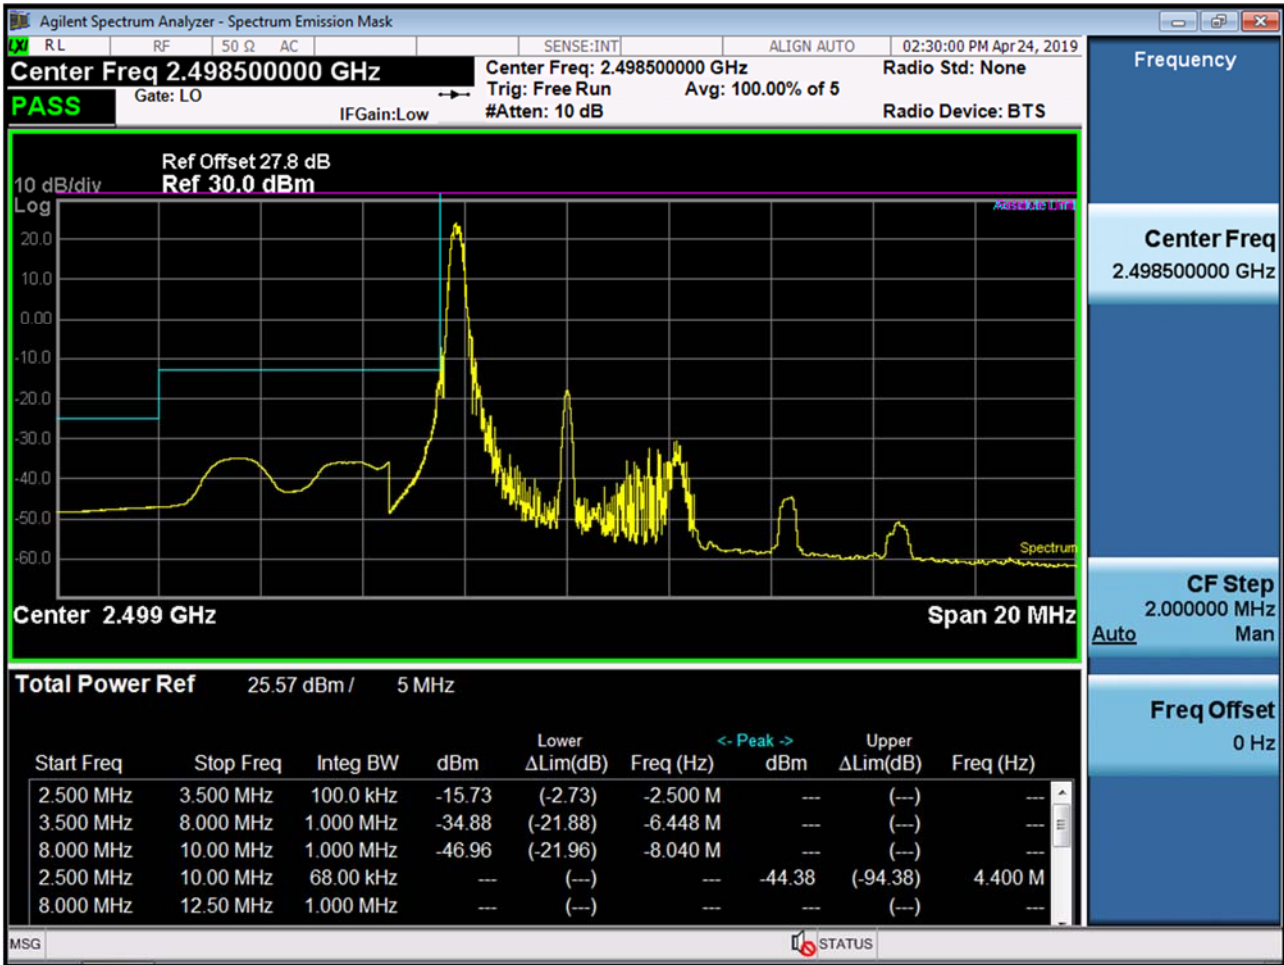 Agilent Spectrum Analyzer - Spectrum Emission Mask
LXI RL RF 50 Ω AC SENSE:INT ALIGN AUTO 02:30:00 PM Apr 24, 2019
Center Freq 2.498500000 GHz
Center Freq: 2.498500000 GHz
Radio Std: None
PASS
Gate: LO
Trig: Free Run
Avg: 100.00% of 5
IFGain:Low
#Atten: 10 dB
Radio Device: BTS
Ref Offset 27.8 dB
10 dB/div Ref 30.0 dBm
Log
20.0
10.0
0.00
-10.0
-20.0
-30.0
-40.0
-50.0
-60.0
Spectrum
Center 2.499 GHz Span 20 MHz
Total Power Ref 25.57 dBm / 5 MHz
Lower <- Peak -> Upper
Start Freq Stop Freq Integ BW dBm ΔLim(dB) Freq (Hz) dBm ΔLim(dB) Freq (Hz)
2.500 MHz 3.500 MHz 100.0 kHz -15.73 (-2.73) -2.500 M --- (---) ---
3.500 MHz 8.000 MHz 1.000 MHz -34.88 (-21.88) -6.448 M --- (---) ---
8.000 MHz 10.00 MHz 1.000 MHz -46.96 (-21.96) -8.040 M --- (---) ---
2.500 MHz 10.00 MHz 68.00 kHz --- (---) --- -44.38 (-94.38) 4.400 M
8.000 MHz 12.50 MHz 1.000 MHz --- (---) --- --- (---) ---
MSG STATUS
Frequency
Center Freq
2.498500000 GHz
CF Step
2.000000 MHz
Auto Man
Freq Offset
0 Hz